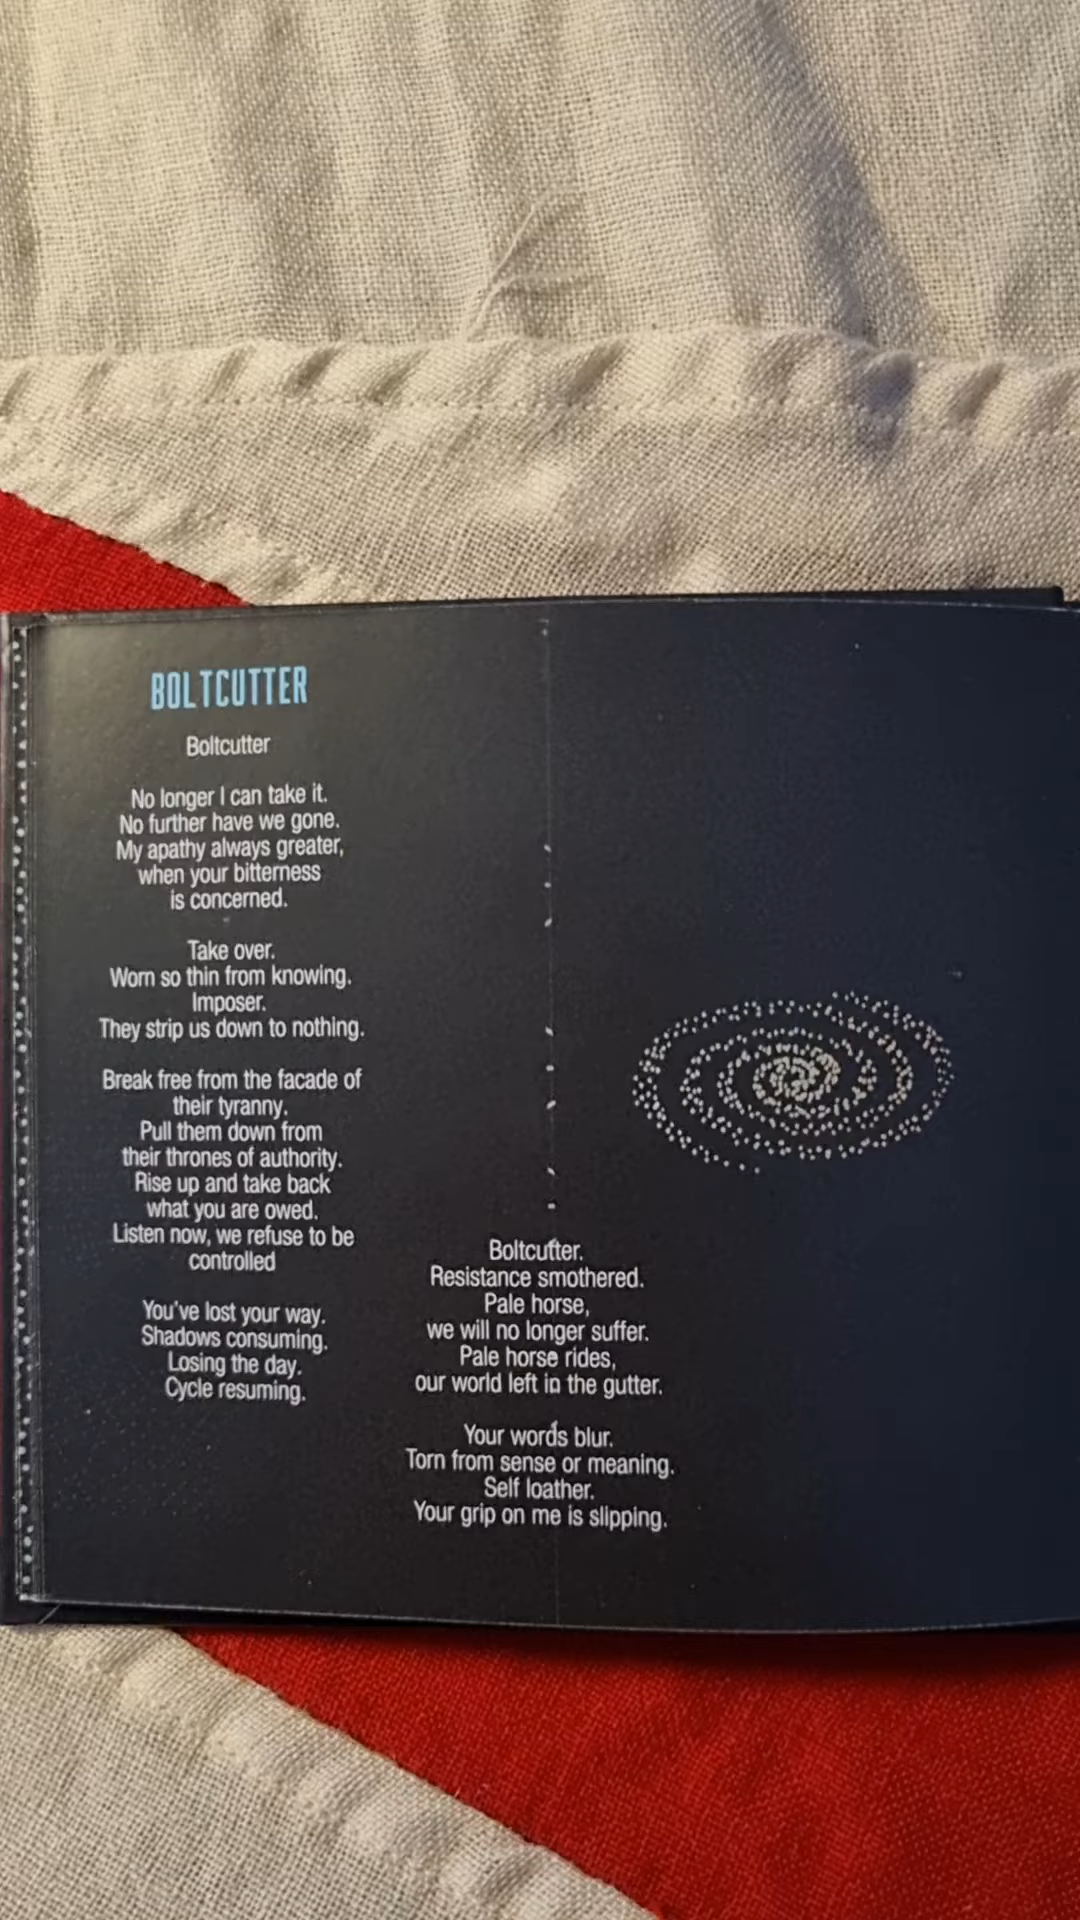 BOLTCUTTER
Boltcutter
No longer I can take it.
No further have we gone.
My apathy always greater,
when your bitterness
is concerned.
Take over.
Worn so thin from knowing.
Imposer.
They strip us down to nothing.
Break free from the facade of
their tyranny.
Pull them down from
their thrones of authority.
Rise up and take back
what you are owed.
Listen now, we refuse to be
controlled
You've lost your way.
Shadows consuming.
Losing the day.
Cycle resuming.
Boltcutter.
Resistance smothered.
Pale horse,
we will no longer suffer.
Pale horse rides,
our world left in the gutter.
Your words blur.
Torn from sense or meaning.
Self loather.
Your grip on me is slipping.